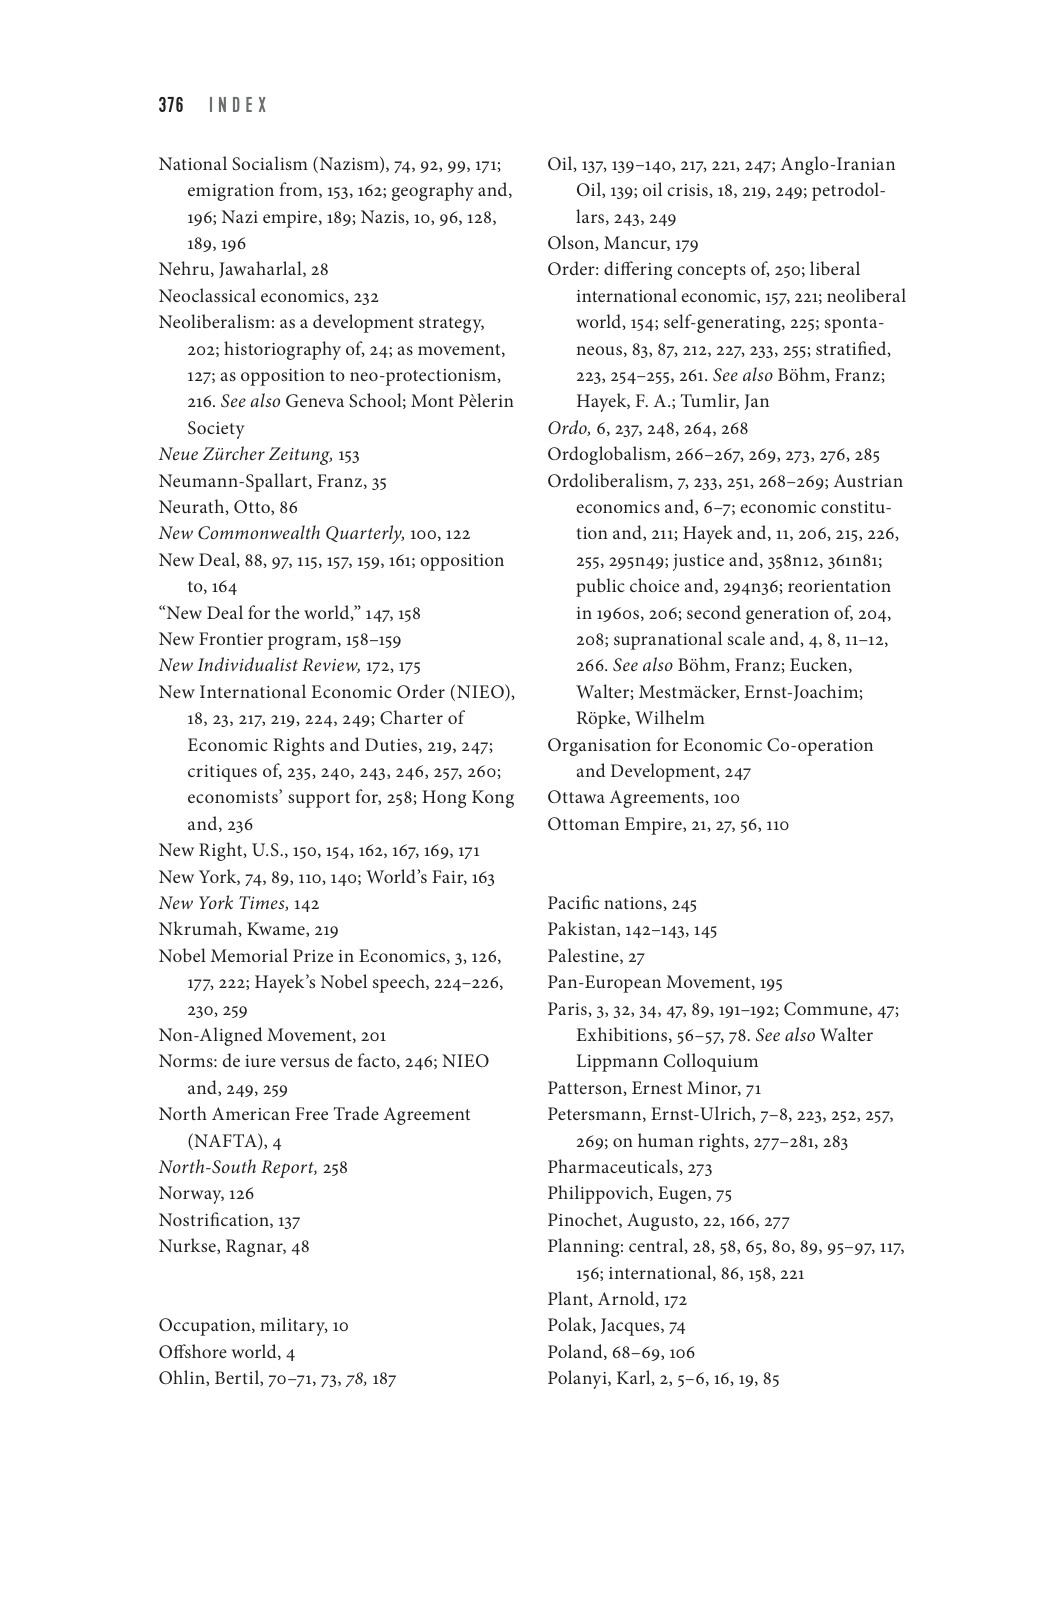 376 INDEX
National Socialism (Nazism), 74, 92, 99, 171;
emigration from, 153, 162; geography and,
196; Nazi empire, 189; Nazis, 10, 96, 128,
189, 196
Nehru, Jawaharlal, 28
Neoclassical economics, 232
Neoliberalism: as a development strategy,
202; historiography of, 24; as movement,
127; as opposition to neo-protectionism,
216. See also Geneva School; Mont Pèlerin
Society
Neue Zürcher Zeitung, 153
Neumann-Spallart, Franz, 35
Neurath, Otto, 86
New Commonwealth Quarterly, 100, 122
New Deal, 88, 97, 115, 157, 159, 161; opposition
to, 164
“New Deal for the world,” 147, 158
New Frontier program, 158–159
New Individualist Review, 172, 175
New International Economic Order (NIEO),
18, 23, 217, 219, 224, 249; Charter of
Economic Rights and Duties, 219, 247;
critiques of, 235, 240, 243, 246, 257, 260;
economists’ support for, 258; Hong Kong
and, 236
New Right, U.S., 150, 154, 162, 167, 169, 171
New York, 74, 89, 110, 140; World’s Fair, 163
New York Times, 142
Nkrumah, Kwame, 219
Nobel Memorial Prize in Economics, 3, 126,
177, 222; Hayek’s Nobel speech, 224–226,
230, 259
Non-Aligned Movement, 201
Norms: de iure versus de facto, 246; NIEO
and, 249, 259
North American Free Trade Agreement
(NAFTA), 4
North-South Report, 258
Norway, 126
Nostrification, 137
Nurkse, Ragnar, 48
Occupation, military, 10
Offshore world, 4
Ohlin, Bertil, 70–71, 73, 78, 187
Oil, 137, 139–140, 217, 221, 247; Anglo-Iranian
Oil, 139; oil crisis, 18, 219, 249; petrodol-
lars, 243, 249
Olson, Mancur, 179
Order: differing concepts of, 250; liberal
international economic, 157, 221; neoliberal
world, 154; self-generating, 225; sponta-
neous, 83, 87, 212, 227, 233, 255; stratified,
223, 254–255, 261. See also Böhm, Franz;
Hayek, F. A.; Tumlir, Jan
Ordo, 6, 237, 248, 264, 268
Ordoglobalism, 266–267, 269, 273, 276, 285
Ordoliberalism, 7, 233, 251, 268–269; Austrian
economics and, 6–7; economic constitu-
tion and, 211; Hayek and, 11, 206, 215, 226,
255, 295n49; justice and, 358n12, 361n81;
public choice and, 294n36; reorientation
in 1960s, 206; second generation of, 204,
208; supranational scale and, 4, 8, 11–12,
266. See also Böhm, Franz; Eucken,
Walter; Mestmäcker, Ernst-Joachim;
Röpke, Wilhelm
Organisation for Economic Co-operation
and Development, 247
Ottawa Agreements, 100
Ottoman Empire, 21, 27, 56, 110
Pacific nations, 245
Pakistan, 142–143, 145
Palestine, 27
Pan-European Movement, 195
Paris, 3, 32, 34, 47, 89, 191–192; Commune, 47;
Exhibitions, 56–57, 78. See also Walter
Lippmann Colloquium
Patterson, Ernest Minor, 71
Petersmann, Ernst-Ulrich, 7–8, 223, 252, 257,
269; on human rights, 277–281, 283
Pharmaceuticals, 273
Philippovich, Eugen, 75
Pinochet, Augusto, 22, 166, 277
Planning: central, 28, 58, 65, 80, 89, 95–97, 117,
156; international, 86, 158, 221
Plant, Arnold, 172
Polak, Jacques, 74
Poland, 68–69, 106
Polanyi, Karl, 2, 5–6, 16, 19, 85